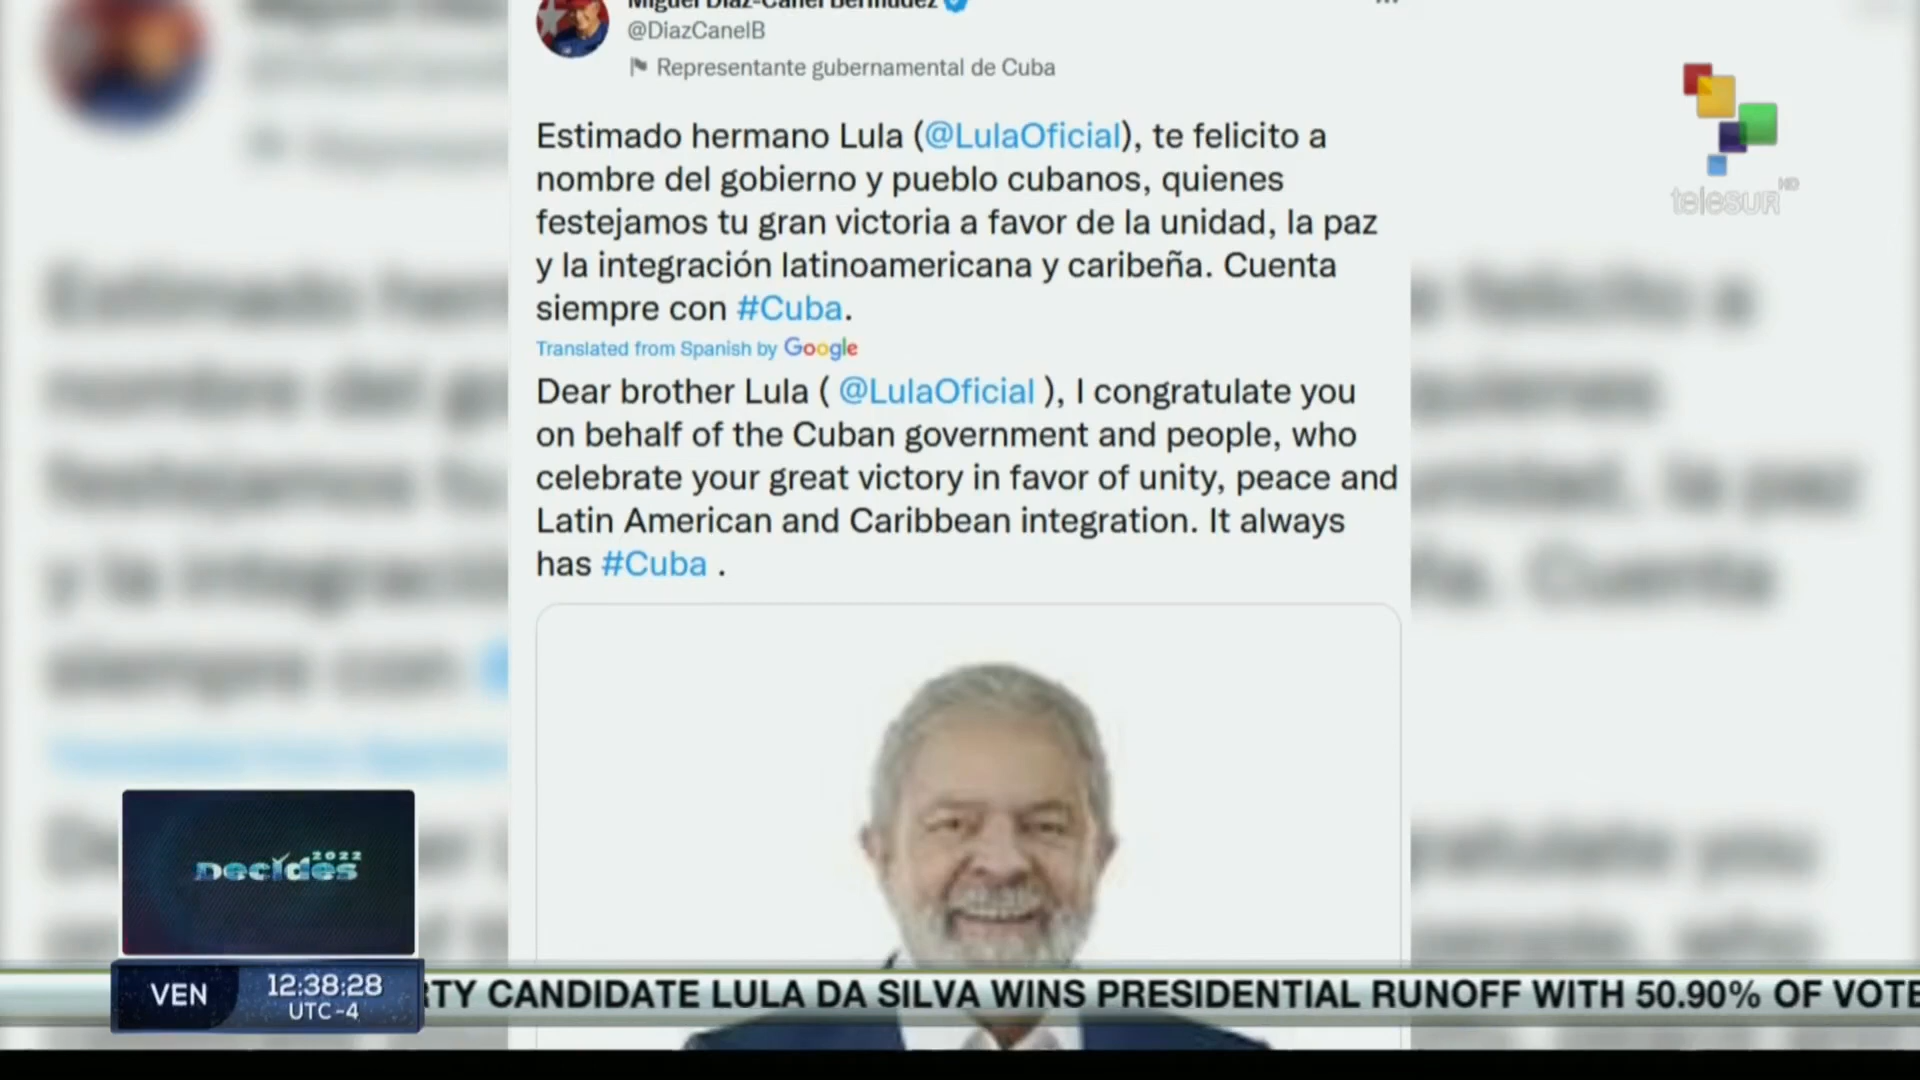 Miguel Díaz-Canel Bermúdez
@DiazCanelB
Representante gubernamental de Cuba
Estimado hermano Lula (@LulaOficial), te felicito a
nombre del gobierno y pueblo cubanos, quienes
festejamos tu gran victoria a favor de la unidad, la paz
y la integración latinoamericana y caribeña. Cuenta
siempre con #Cuba.
Translated from Spanish by Google
Dear brother Lula ( @LulaOficial ), I congratulate you
on behalf of the Cuban government and people, who
celebrate your great victory in favor of unity, peace and
Latin American and Caribbean integration. It always
has #Cuba .
teleSUR HD
Decides 2022
VEN
12:38:28
UTC-4
RTY CANDIDATE LULA DA SILVA WINS PRESIDENTIAL RUNOFF WITH 50.90% OF VOTE